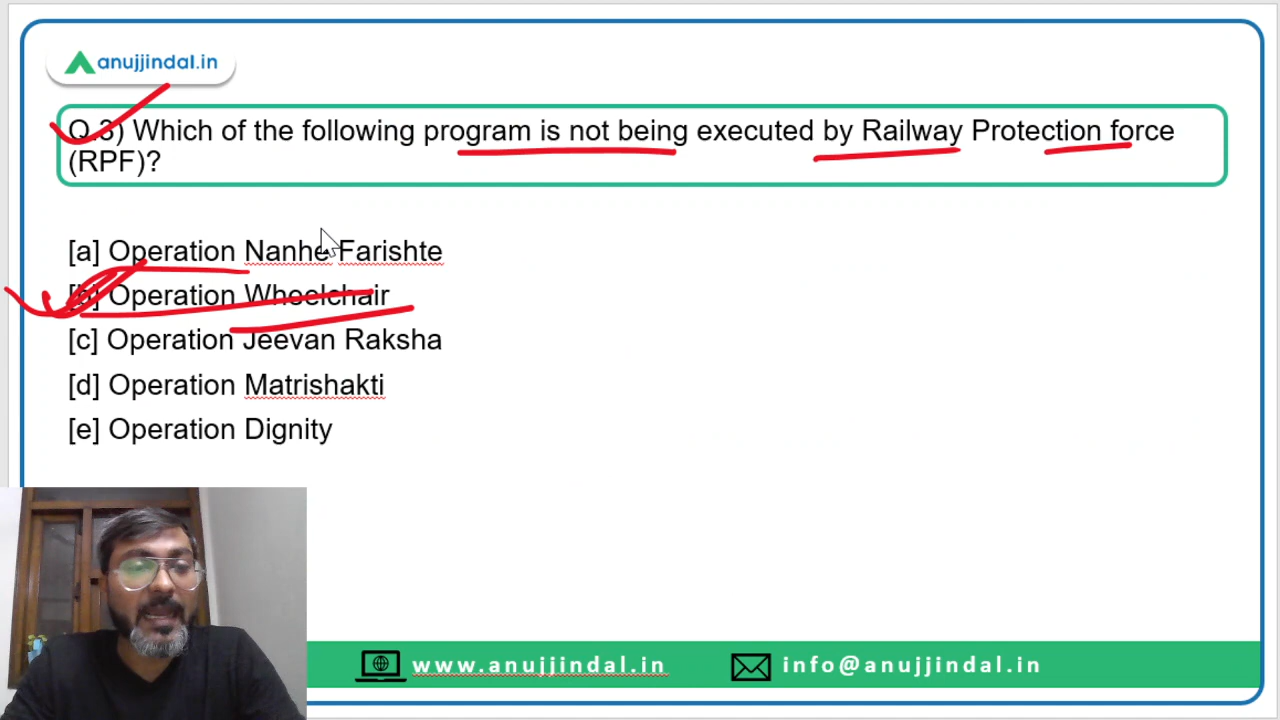 anujjindal.in
Q.3) Which of the following program is not being executed by Railway Protection force
(RPF)?
[a] Operation Nanhe Farishte
[b] Operation Wheelchair
[c] Operation Jeevan Raksha
[d] Operation Matrishakti
[e] Operation Dignity
www.anujjindal.in info@anujjindal.in